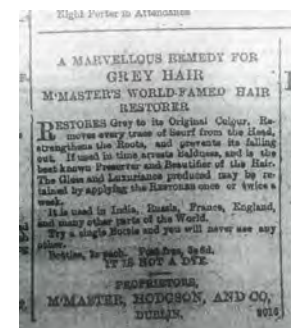 Night Porter in Attendance
A MARVELLOUS REMEDY FOR
GREY HAIR
M'MASTER'S WORLD-FAMED HAIR
RESTORER
RESTORES Grey to its Original Colour. Re-
moves every trace of Scurf from the Head,
strengthens the Roots, and prevents its falling
out. If used in time arrests baldness, and is the
best known Preserver and Beautifier of the Hair.
The Gloss and Luxuriance produced may be re-
tained by applying the RESTORER once or twice a
week.
It is used in India, Russia, France, England,
and many other parts of the World.
Try a single Bottle and you will never use any
other.
Bottles, each. Post free,
IT IS NOT A DYE.
PROPRIETORS,
M'MASTER, HODGSON, AND CO,
DUBLIN.